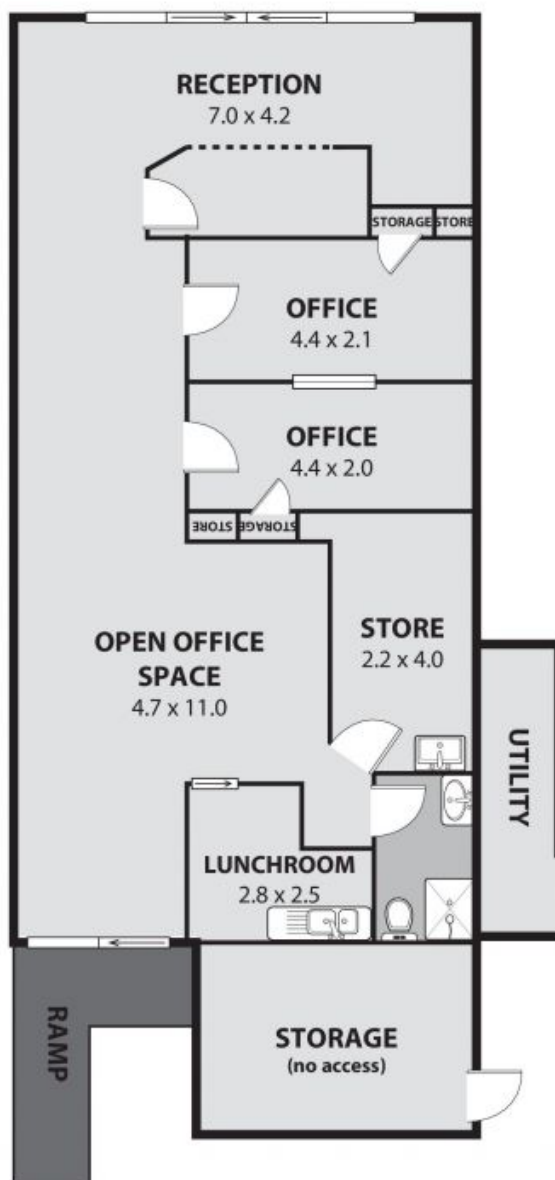 RECEPTION
7.0 x 4.2
STORAGE
STORE
OFFICE
4.4 x 2.1
OFFICE
4.4 x 2.0
STORE
STORAGE
OPEN OFFICE
SPACE
4.7 x 11.0
STORE
2.2 x 4.0
UTILITY
LUNCHROOM
2.8 x 2.5
RAMP
STORAGE
(no access)